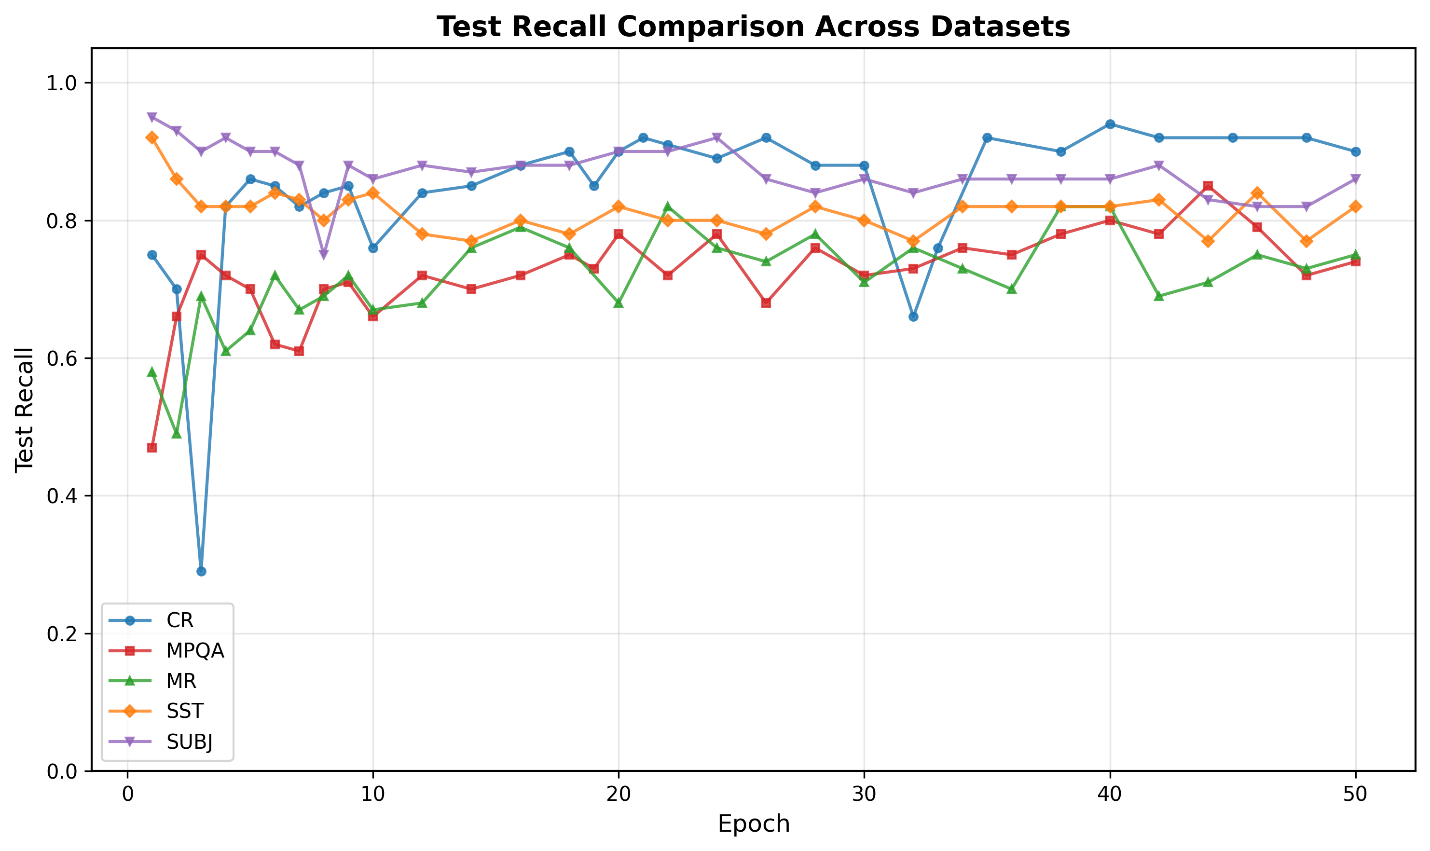 Test Recall Comparison Across Datasets
1.0
0.8
0.6
0.4
0.2
0.0
Test Recall
CR
MPQA
MR
SST
SUBJ
0 10 20 30 40 50
Epoch